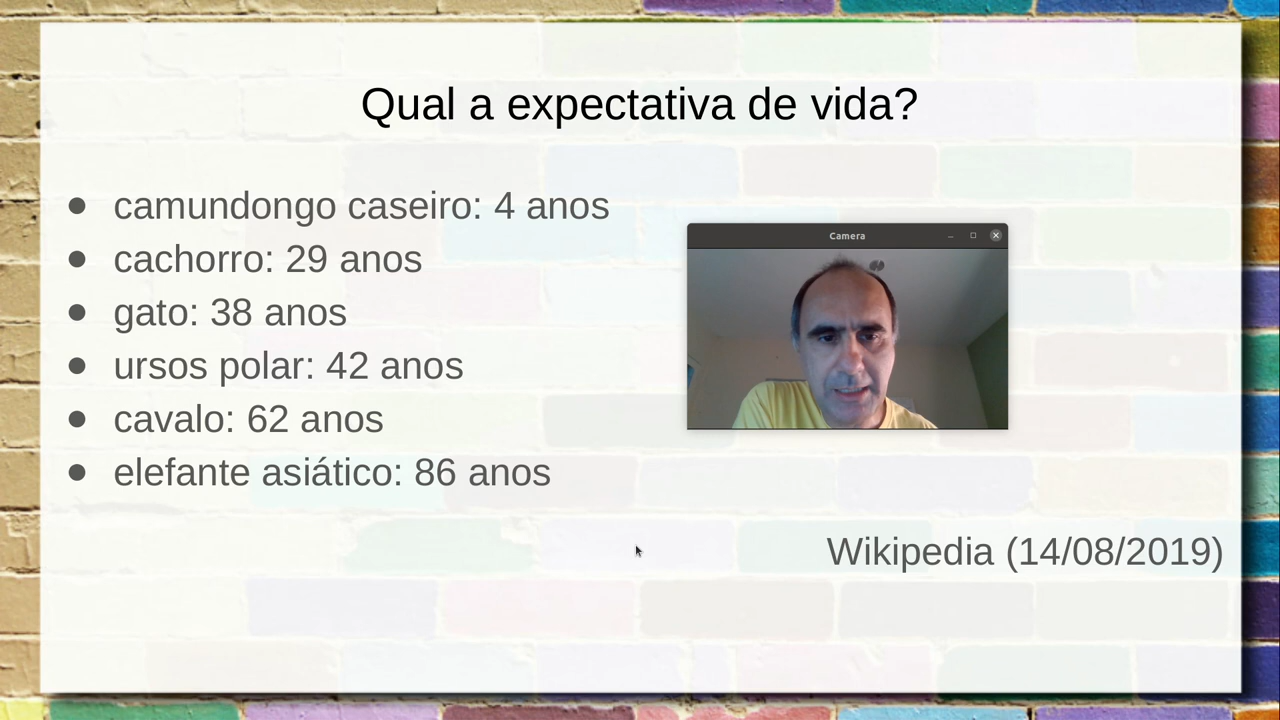 Qual a expectativa de vida?
camundongo caseiro: 4 anos
cachorro: 29 anos
gato: 38 anos
ursos polar: 42 anos
cavalo: 62 anos
elefante asiático: 86 anos
Camera
Wikipedia (14/08/2019)